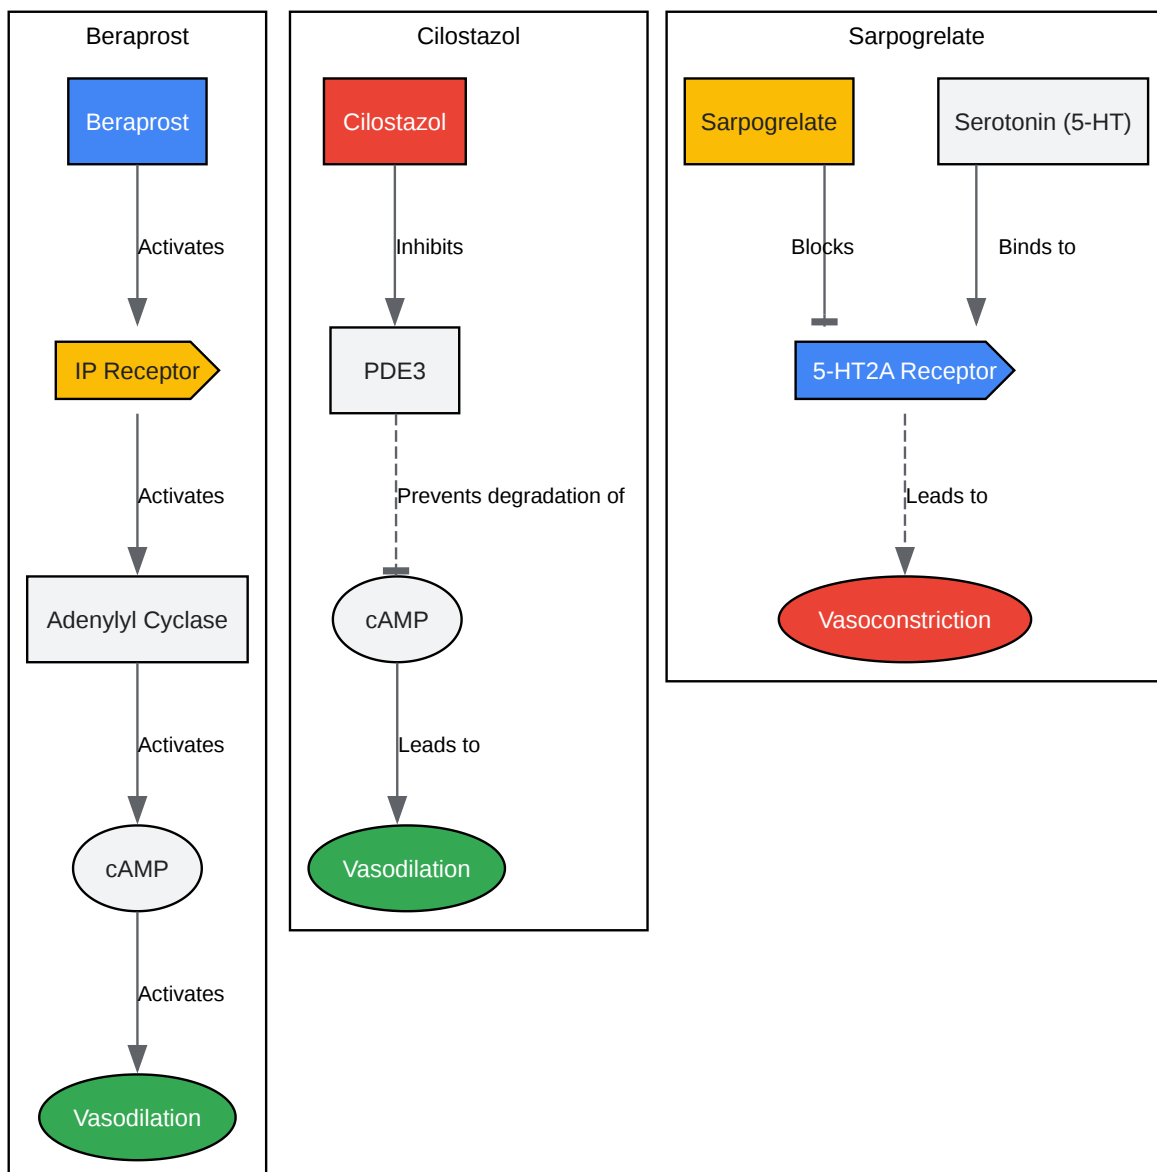 Beraprost
Beraprost
Activates
IP Receptor
Activates
Adenylyl Cyclase
Activates
cAMP
Activates
Vasodilation
Cilostazol
Cilostazol
Inhibits
PDE3
Prevents degradation of
cAMP
Leads to
Vasodilation
Sarpogrelate
Sarpogrelate
Serotonin (5-HT)
Blocks
Binds to
5-HT2A Receptor
Leads to
Vasoconstriction